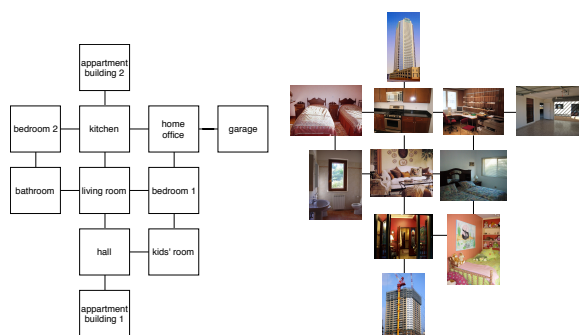 appartment
building 2
bedroom 2
kitchen
home
office
garage
bathroom
living room
bedroom 1
hall
kids' room
appartment
building 1